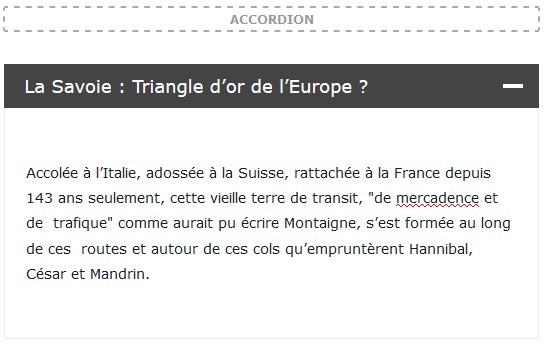 ACCORDION
La Savoie : Triangle d’or de l’Europe ?
Accolée à l’Italie, adossée à la Suisse, rattachée à la France depuis
143 ans seulement, cette vieille terre de transit, "de mercadence et
de  trafique" comme aurait pu écrire Montaigne, s’est formée au long
de ces  routes et autour de ces cols qu’empruntèrent Hannibal,
César et Mandrin.